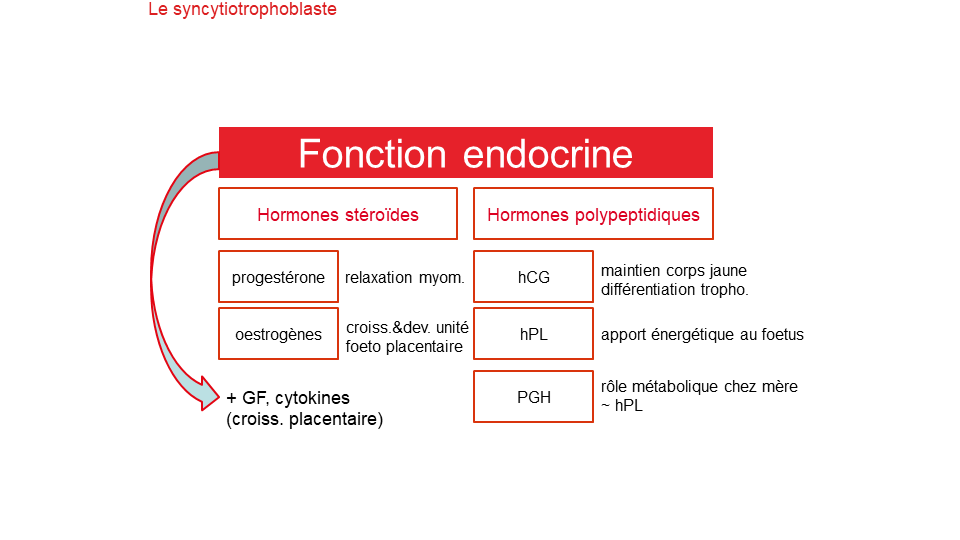 Le syncytiotrophoblaste
Fonction endocrine
Hormones stéroïdes
Hormones polypeptidiques
progestérone
relaxation myom.
hCG
maintien corps jaune
différentiation tropho.
oestrogènes
croiss.&dev. unité
foeto placentaire
hPL
apport énergétique au foetus
+ GF, cytokines
(croiss. placentaire)
PGH
rôle métabolique chez mère
~ hPL